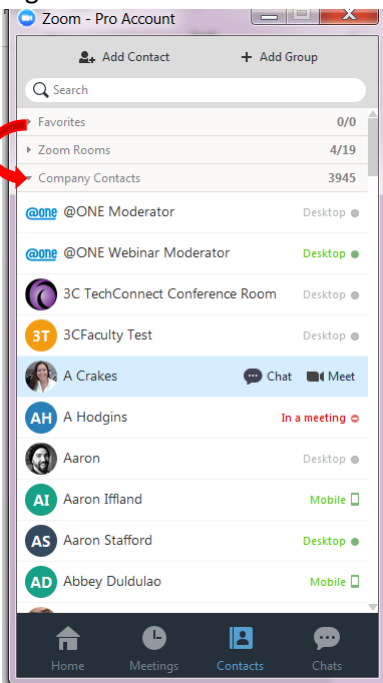 Zoom - Pro Account
Add Contact + Add Group
Search
Favorites 0/0
Zoom Rooms 4/19
Company Contacts 3945
@ONE @ONE Moderator Desktop
@ONE @ONE Webinar Moderator Desktop
3C TechConnect Conference Room Desktop
3T 3CFaculty Test Desktop
A Crakes Chat Meet
AH A Hodgins In a meeting
Aaron Desktop
AI Aaron Iffland Mobile
AS Aaron Stafford Desktop
AD Abbey Duldulao Mobile
Home Meetings Contacts Chats